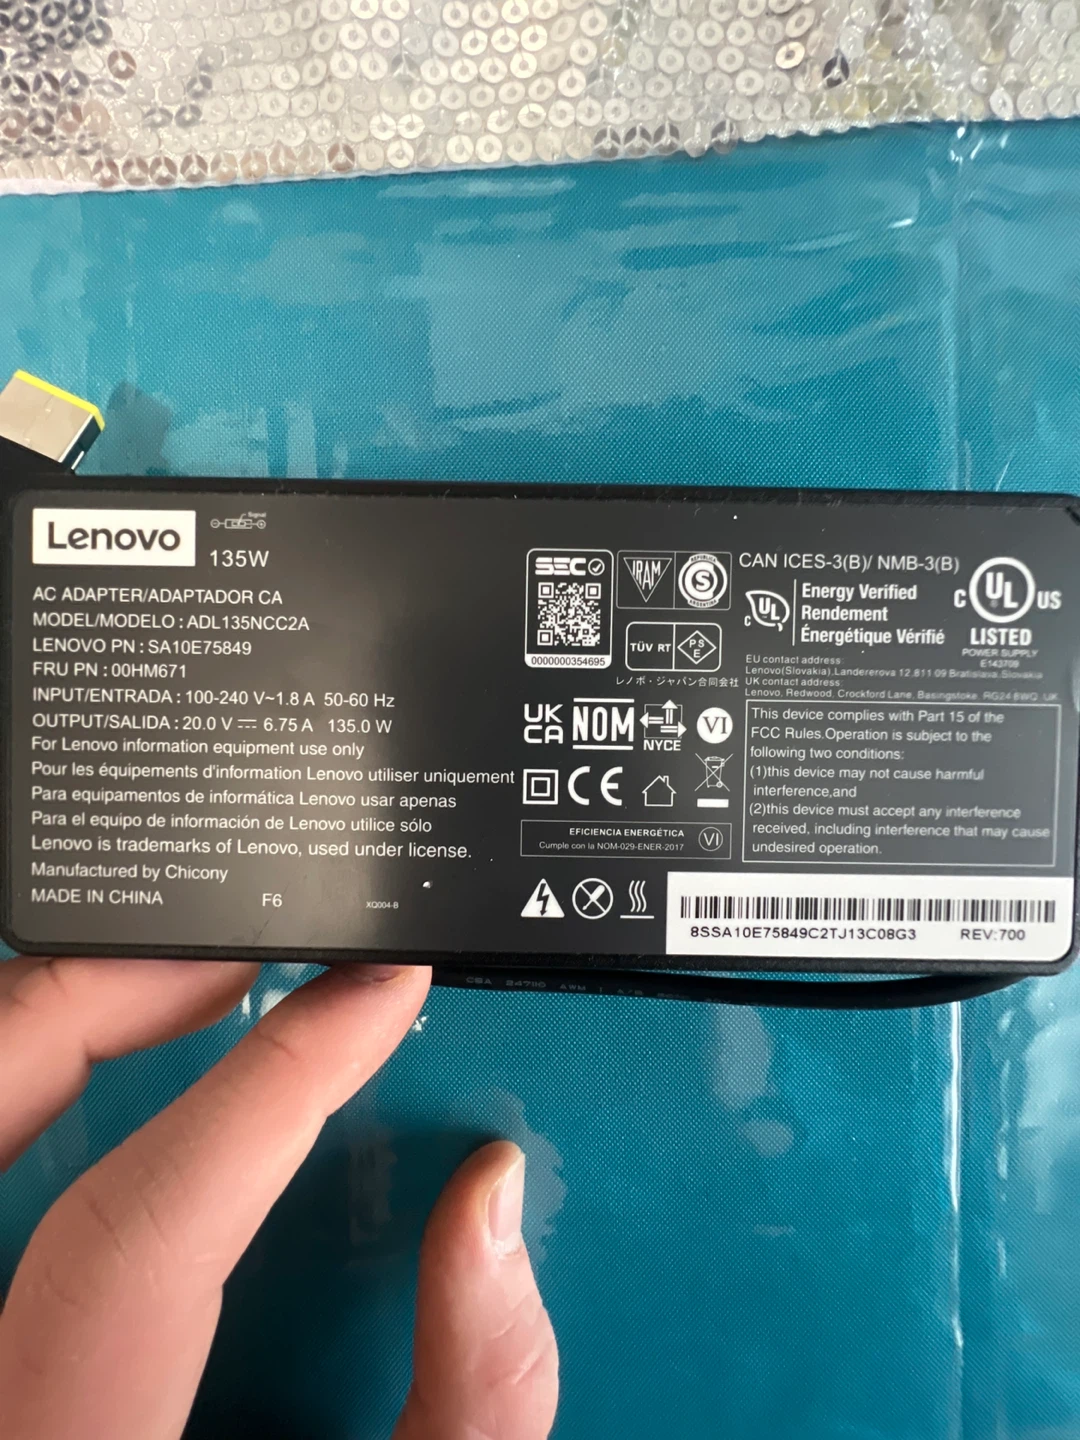 Lenovo
Signal
135W
AC ADAPTER/ADAPTADOR CA
MODEL/MODELO : ADL135NCC2A
LENOVO PN : SA10E75849
FRU PN : 00HM671
INPUT/ENTRADA : 100-240 V~1.8 A 50-60 Hz
OUTPUT/SALIDA : 20.0 V⎓ 6.75 A 135.0 W
For Lenovo information equipment use only
Pour les équipements d'information Lenovo utiliser uniquement
Para equipamentos de informática Lenovo usar apenas
Para el equipo de información de Lenovo utilice sólo
Lenovo is trademarks of Lenovo, used under license.
Manufactured by Chicony
MADE IN CHINA F6 XQ004-B
SEC
0000000354695
IRAM
REPUBLICA
S
ARGENTINA
TÜV RT
PS
E
レノボ・ジャパン合同会社
CAN ICES-3(B)/ NMB-3(B)
c UL
Energy Verified
Rendement
Énergétique Vérifié
c UL US
LISTED
POWER SUPPLY
E143709
EU contact address:
Lenovo(Slovakia),Landererova 12,811 09 Bratislava,Slovakia
UK contact address:
Lenovo, Redwood, Crockford Lane, Basingstoke, RG24 8WQ, UK
UK
CA
NOM
NYCE
VI
CE
EFICIENCIA ENERGÉTICA
Cumple con la NOM-029-ENER-2017
VI
This device complies with Part 15 of the
FCC Rules.Operation is subject to the
following two conditions:
(1)this device may not cause harmful
interference,and
(2)this device must accept any interference
received, including interference that may cause
undesired operation.
8SSA10E75849C2TJ13C08G3 REV:700
CSA AWM I A/B